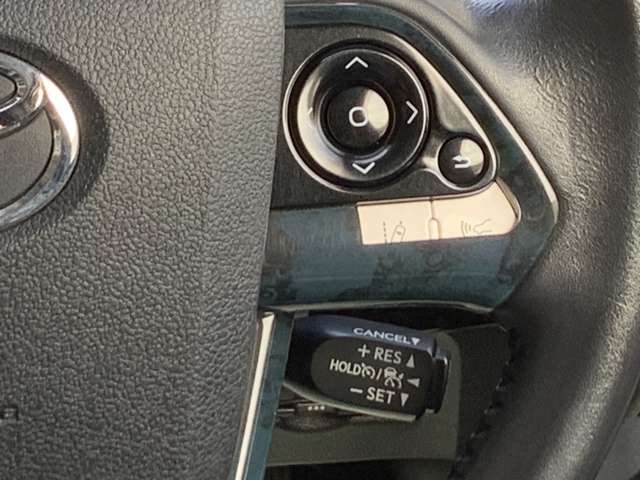 CANCEL▼
+ RES▲
HOLD / ◀
− SET▼